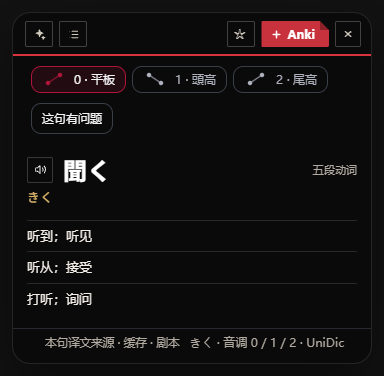 + Anki ×
0 · 平板 1 · 頭高 2 · 尾高
这句有问题
聞く 五段动词
きく
听到；听见
听从；接受
打听；询问
本句译文来源 · 缓存 · 剧本 きく · 音调 0 / 1 / 2 · UniDic